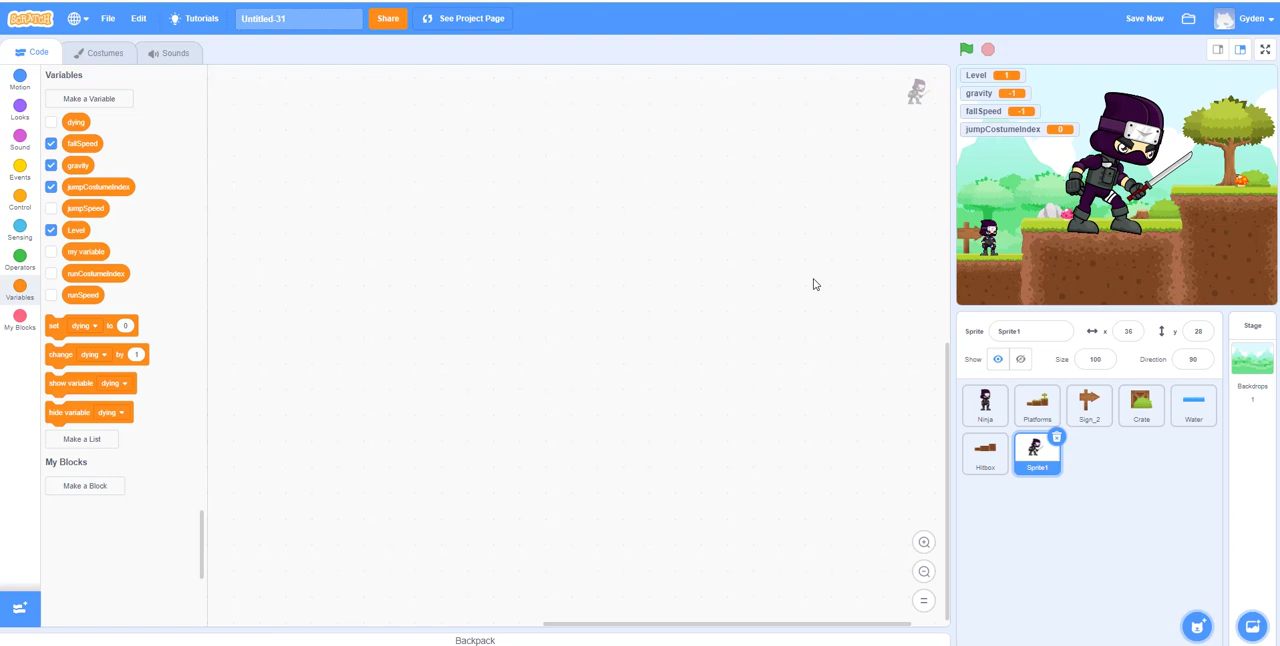 SCRATCH File Edit Tutorials Untitled-31 Share See Project Page Save Now Gyden
Code Costumes Sounds
Motion
Looks
Sound
Events
Control
Sensing
Operators
Variables
My Blocks
Variables
Make a Variable
dying
fallSpeed
gravity
jumpCostumeIndex
jumpSpeed
Level
my variable
runCostumeIndex
runSpeed
set dying to 0
change dying by 1
show variable dying
hide variable dying
Make a List
My Blocks
Make a Block
Backpack
Level 1
gravity -1
fallSpeed -1
jumpCostumeIndex 0
Sprite Sprite1 x 36 y 28
Show Size 100 Direction 90
Ninja Platforms Sign_2 Crate Water
Hitbox Sprite1
Stage
Backdrops
1